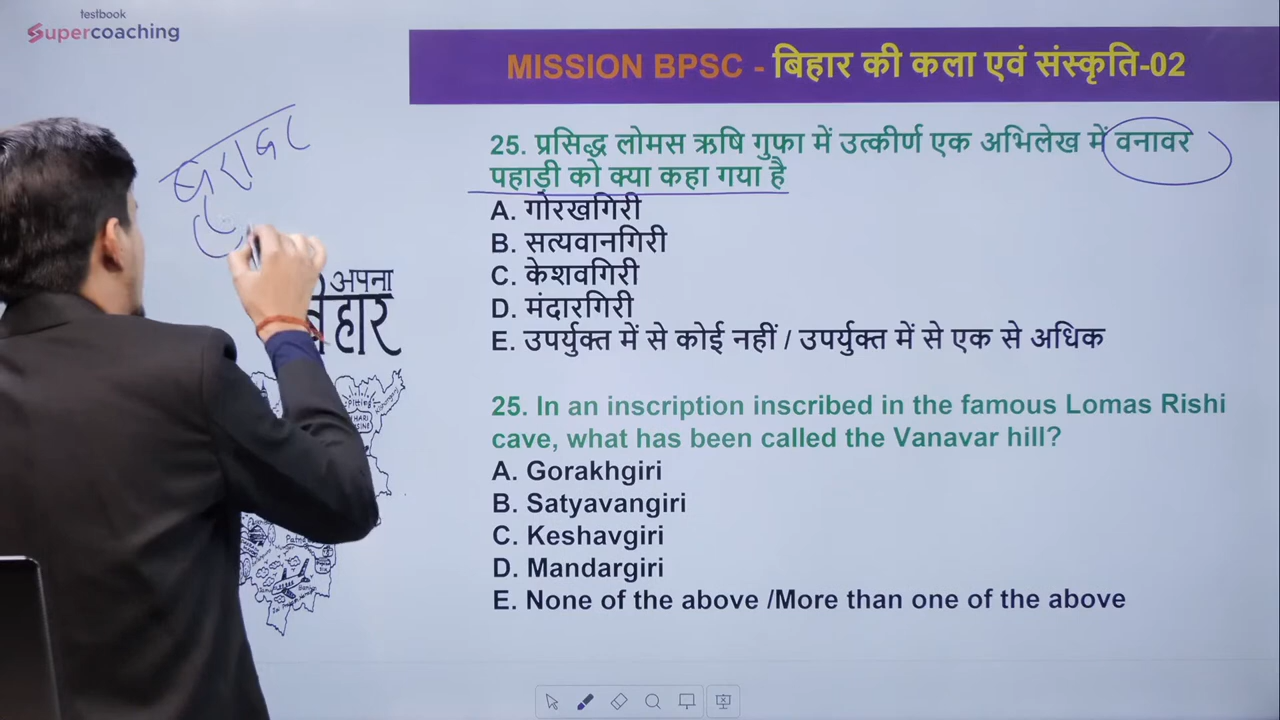 testbook
Supercoaching
MISSION BPSC - बिहार की कला एवं संस्कृति-02
बराबर
25. प्रसिद्ध लोमस ऋषि गुफा में उत्कीर्ण एक अभिलेख में वनावर
पहाड़ी को क्या कहा गया है
A. गोरखगिरी
B. सत्यवानगिरी
C. केशवगिरी
D. मंदारगिरी
E. उपर्युक्त में से कोई नहीं / उपर्युक्त में से एक से अधिक
अपना
25. In an inscription inscribed in the famous Lomas Rishi
cave, what has been called the Vanavar hill?
A. Gorakhgiri
B. Satyavangiri
C. Keshavgiri
D. Mandargiri
E. None of the above /More than one of the above